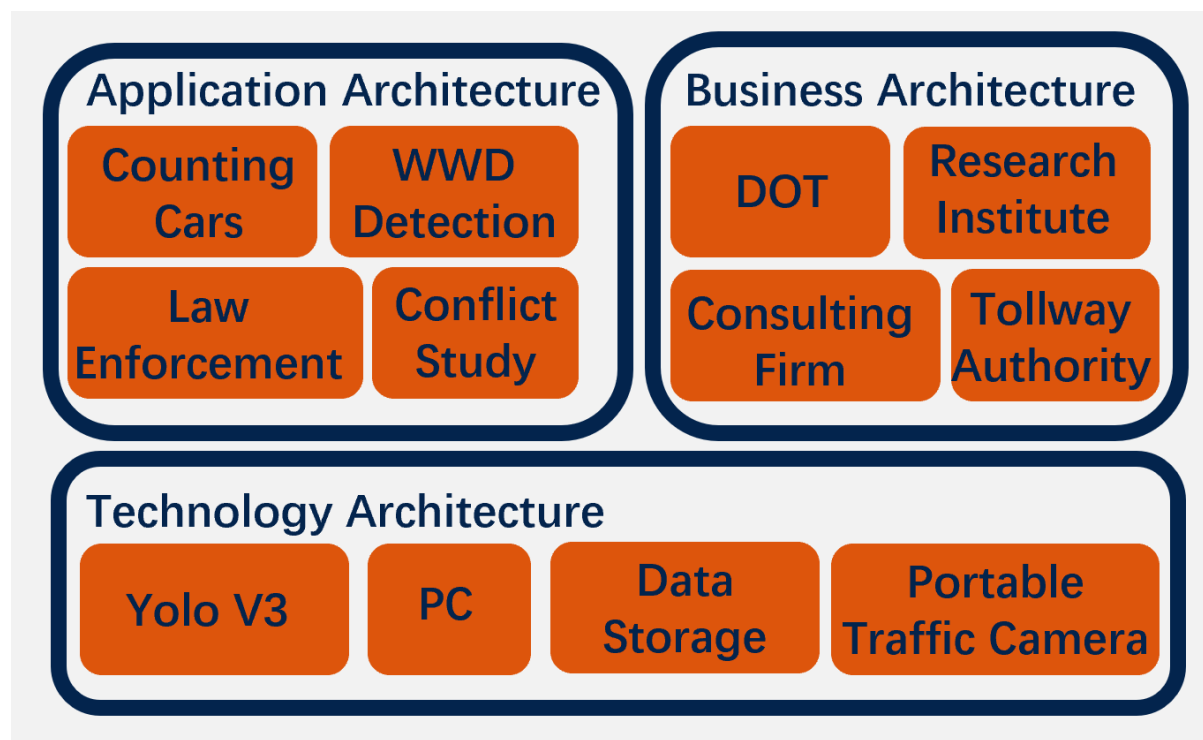 Application Architecture
Counting
Cars
WWD
Detection
Law
Enforcement
Conflict
Study
Business Architecture
DOT
Research
Institute
Consulting
Firm
Tollway
Authority
Technology Architecture
Yolo V3
PC
Data
Storage
Portable
Traffic Camera